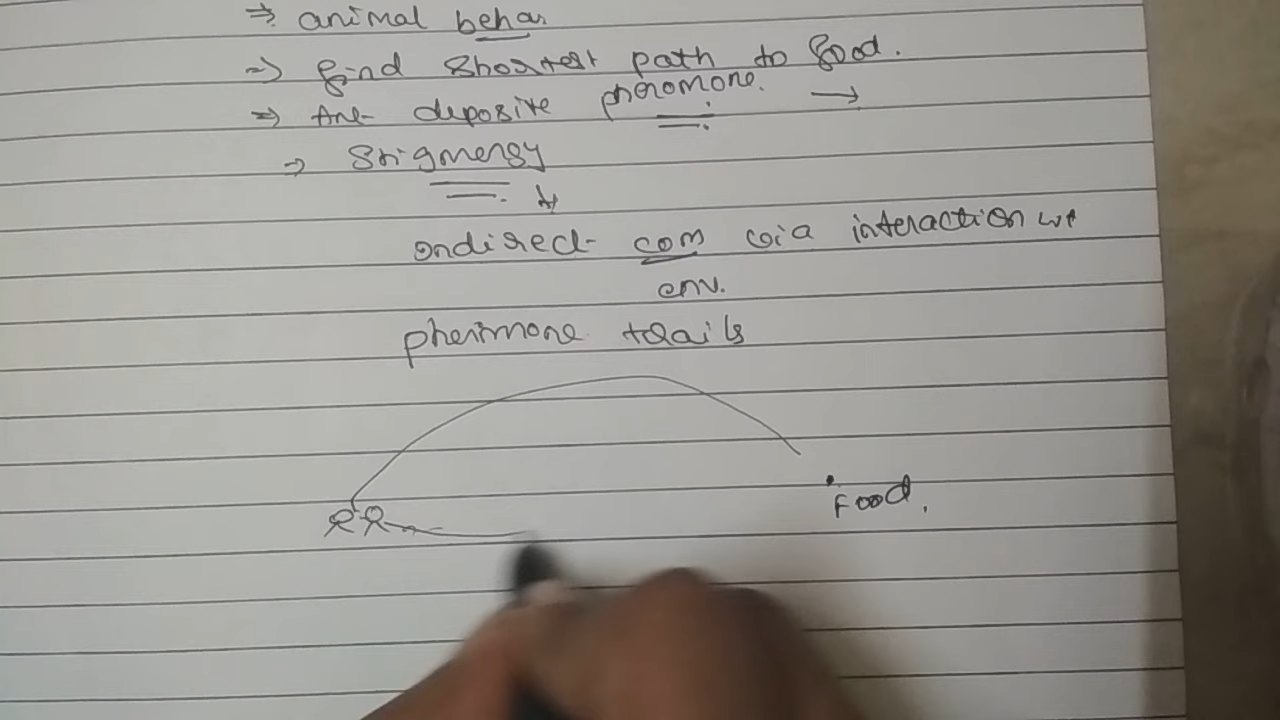 ⇒ animal behav
⇒ find shortest path to food.
⇒ Ant deposite pheromone. →
⇒ Stigmergy
indirect com via interaction wt
env.
pherimone trails
Food.